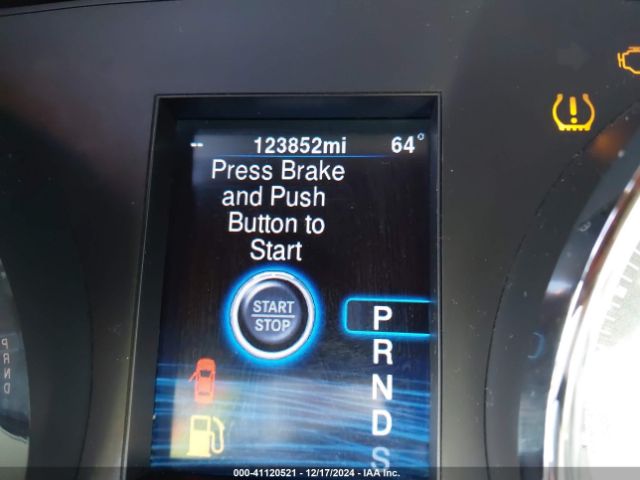 -- 123852mi 64°
Press Brake
and Push
Button to
Start
START
STOP
P
R
N
D
S
P
R
N
D
000-41120521 | 12/17/2024 | IAA Inc.